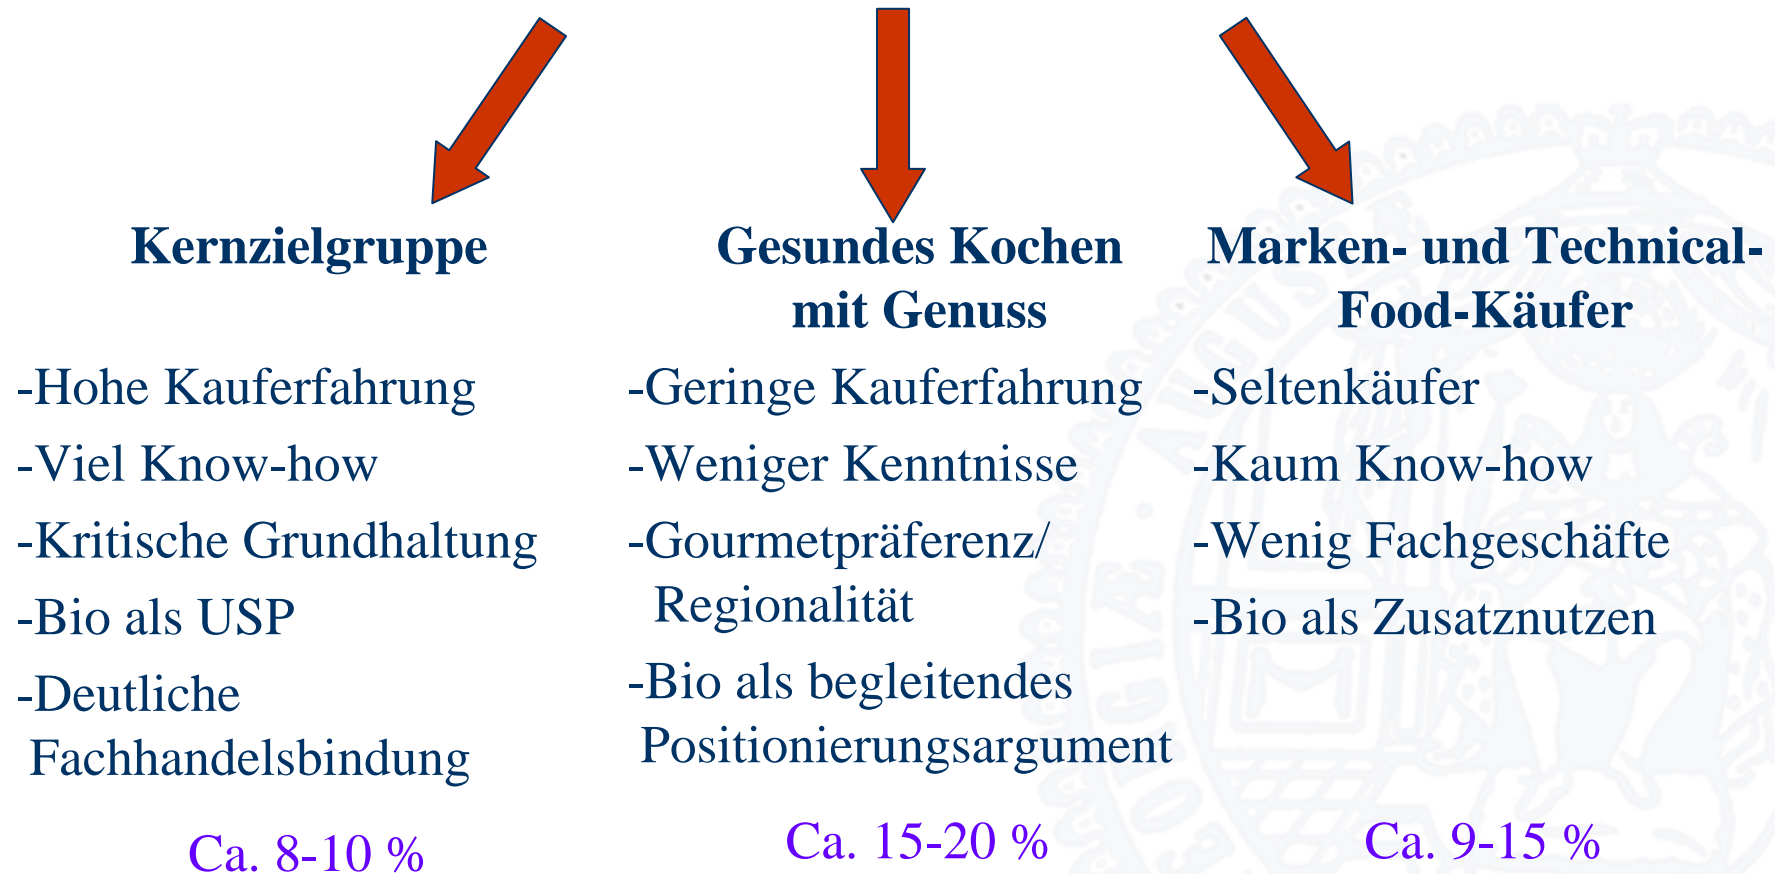 Kernzielgruppe
-Hohe Kauferfahrung
-Viel Know-how
-Kritische Grundhaltung
-Bio als USP
-Deutliche
Fachhandelsbindung
Ca. 8-10 %
Gesundes Kochen
mit Genuss
-Geringe Kauferfahrung
-Weniger Kenntnisse
-Gourmetpräferenz/
Regionalität
-Bio als begleitendes
Positionierungsargument
Ca. 15-20 %
Marken- und Technical-
Food-Käufer
-Seltenkäufer
-Kaum Know-how
-Wenig Fachgeschäfte
-Bio als Zusatznutzen
Ca. 9-15 %